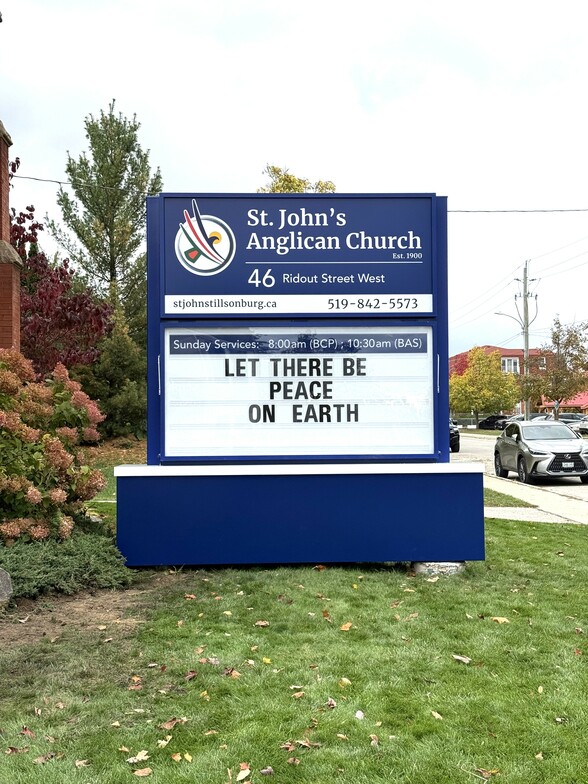 St. John's
Anglican Church
Est. 1900
46 Ridout Street West
stjohnstillsonburg.ca 519-842-5573
Sunday Services: 8:00am (BCP) ; 10:30am (BAS)
LET THERE BE
PEACE
ON EARTH